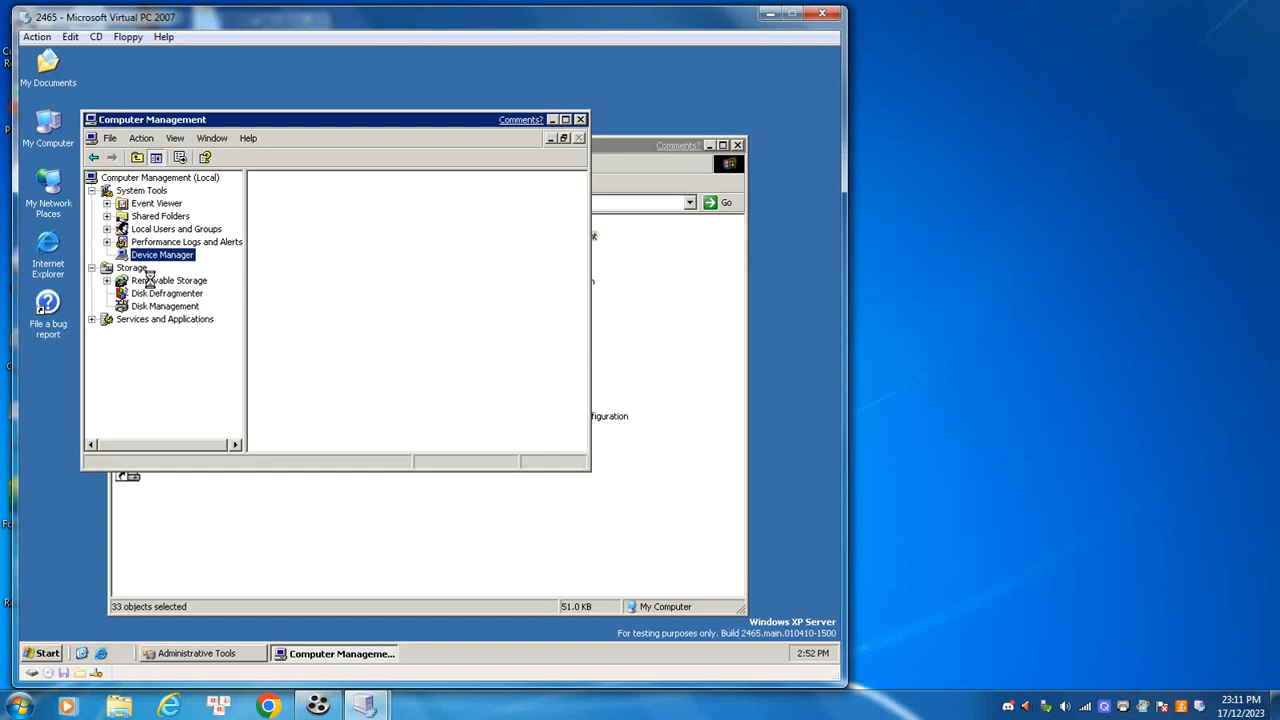 2465 - Microsoft Virtual PC 2007
Action Edit CD Floppy Help
My Documents
My Computer
My Network
Places
Internet
Explorer
File a bug
report
Computer Management
Comments?
File Action View Window Help
Computer Management (Local)
System Tools
Event Viewer
Shared Folders
Local Users and Groups
Performance Logs and Alerts
Device Manager
Storage
Removable Storage
Disk Defragmenter
Disk Management
Services and Applications
Comments?
Go
figuration
33 objects selected
51.0 KB
My Computer
Windows XP Server
For testing purposes only. Build 2465.main.010410-1500
Start
Administrative Tools
Computer Manageme...
2:52 PM
23:11 PM
17/12/2023